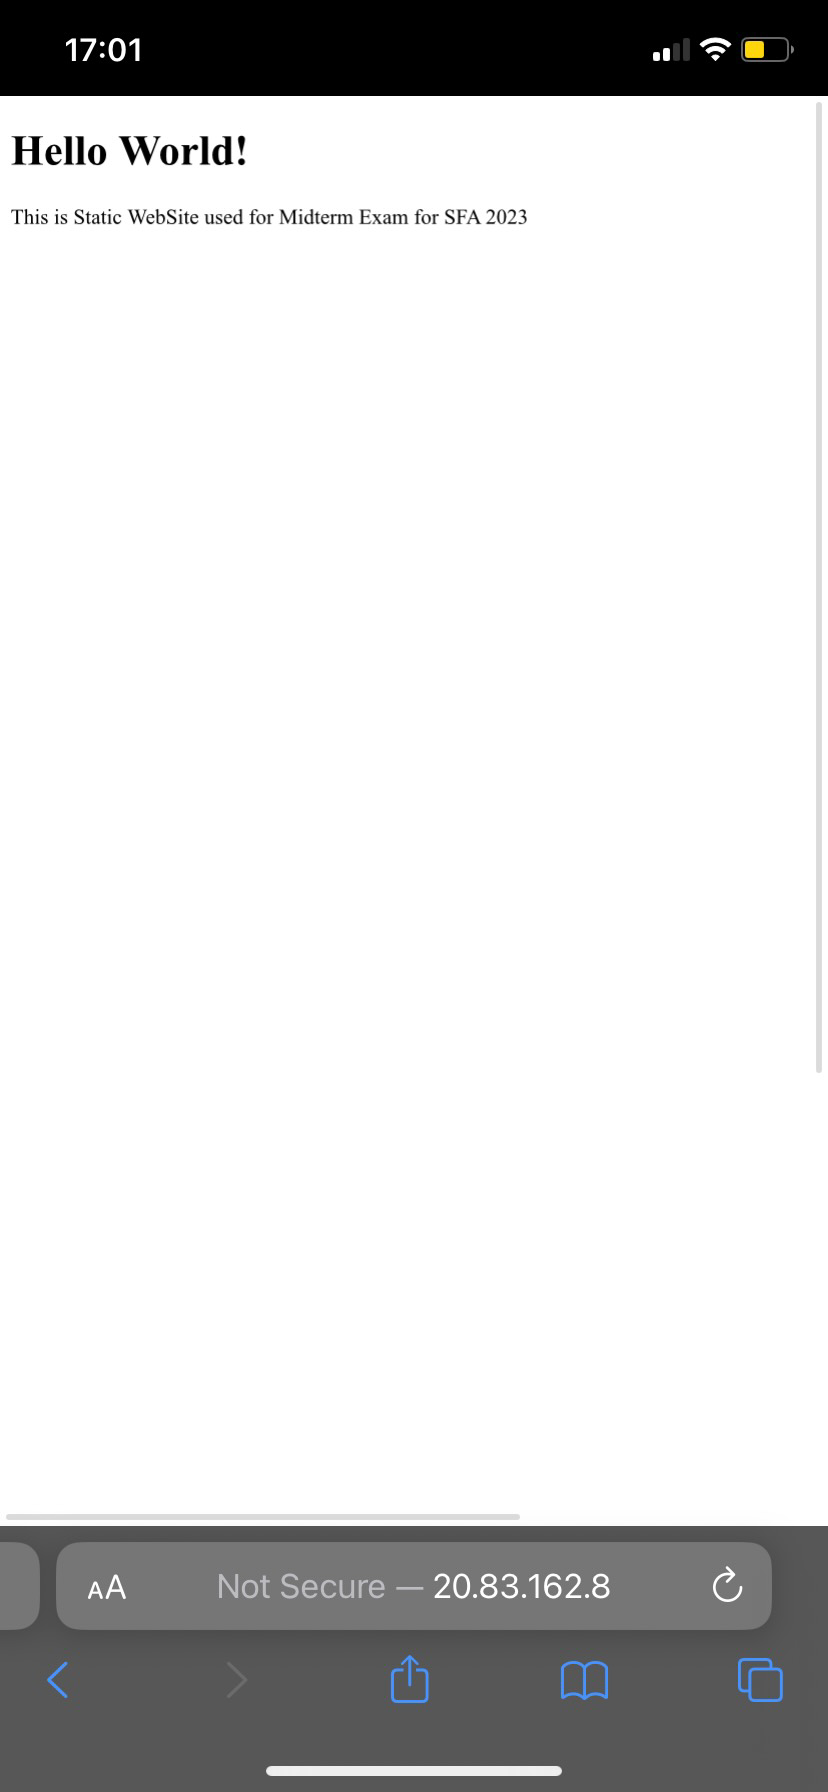 17:01
Hello World!
This is Static WebSite used for Midterm Exam for SFA 2023
AA Not Secure — 20.83.162.8